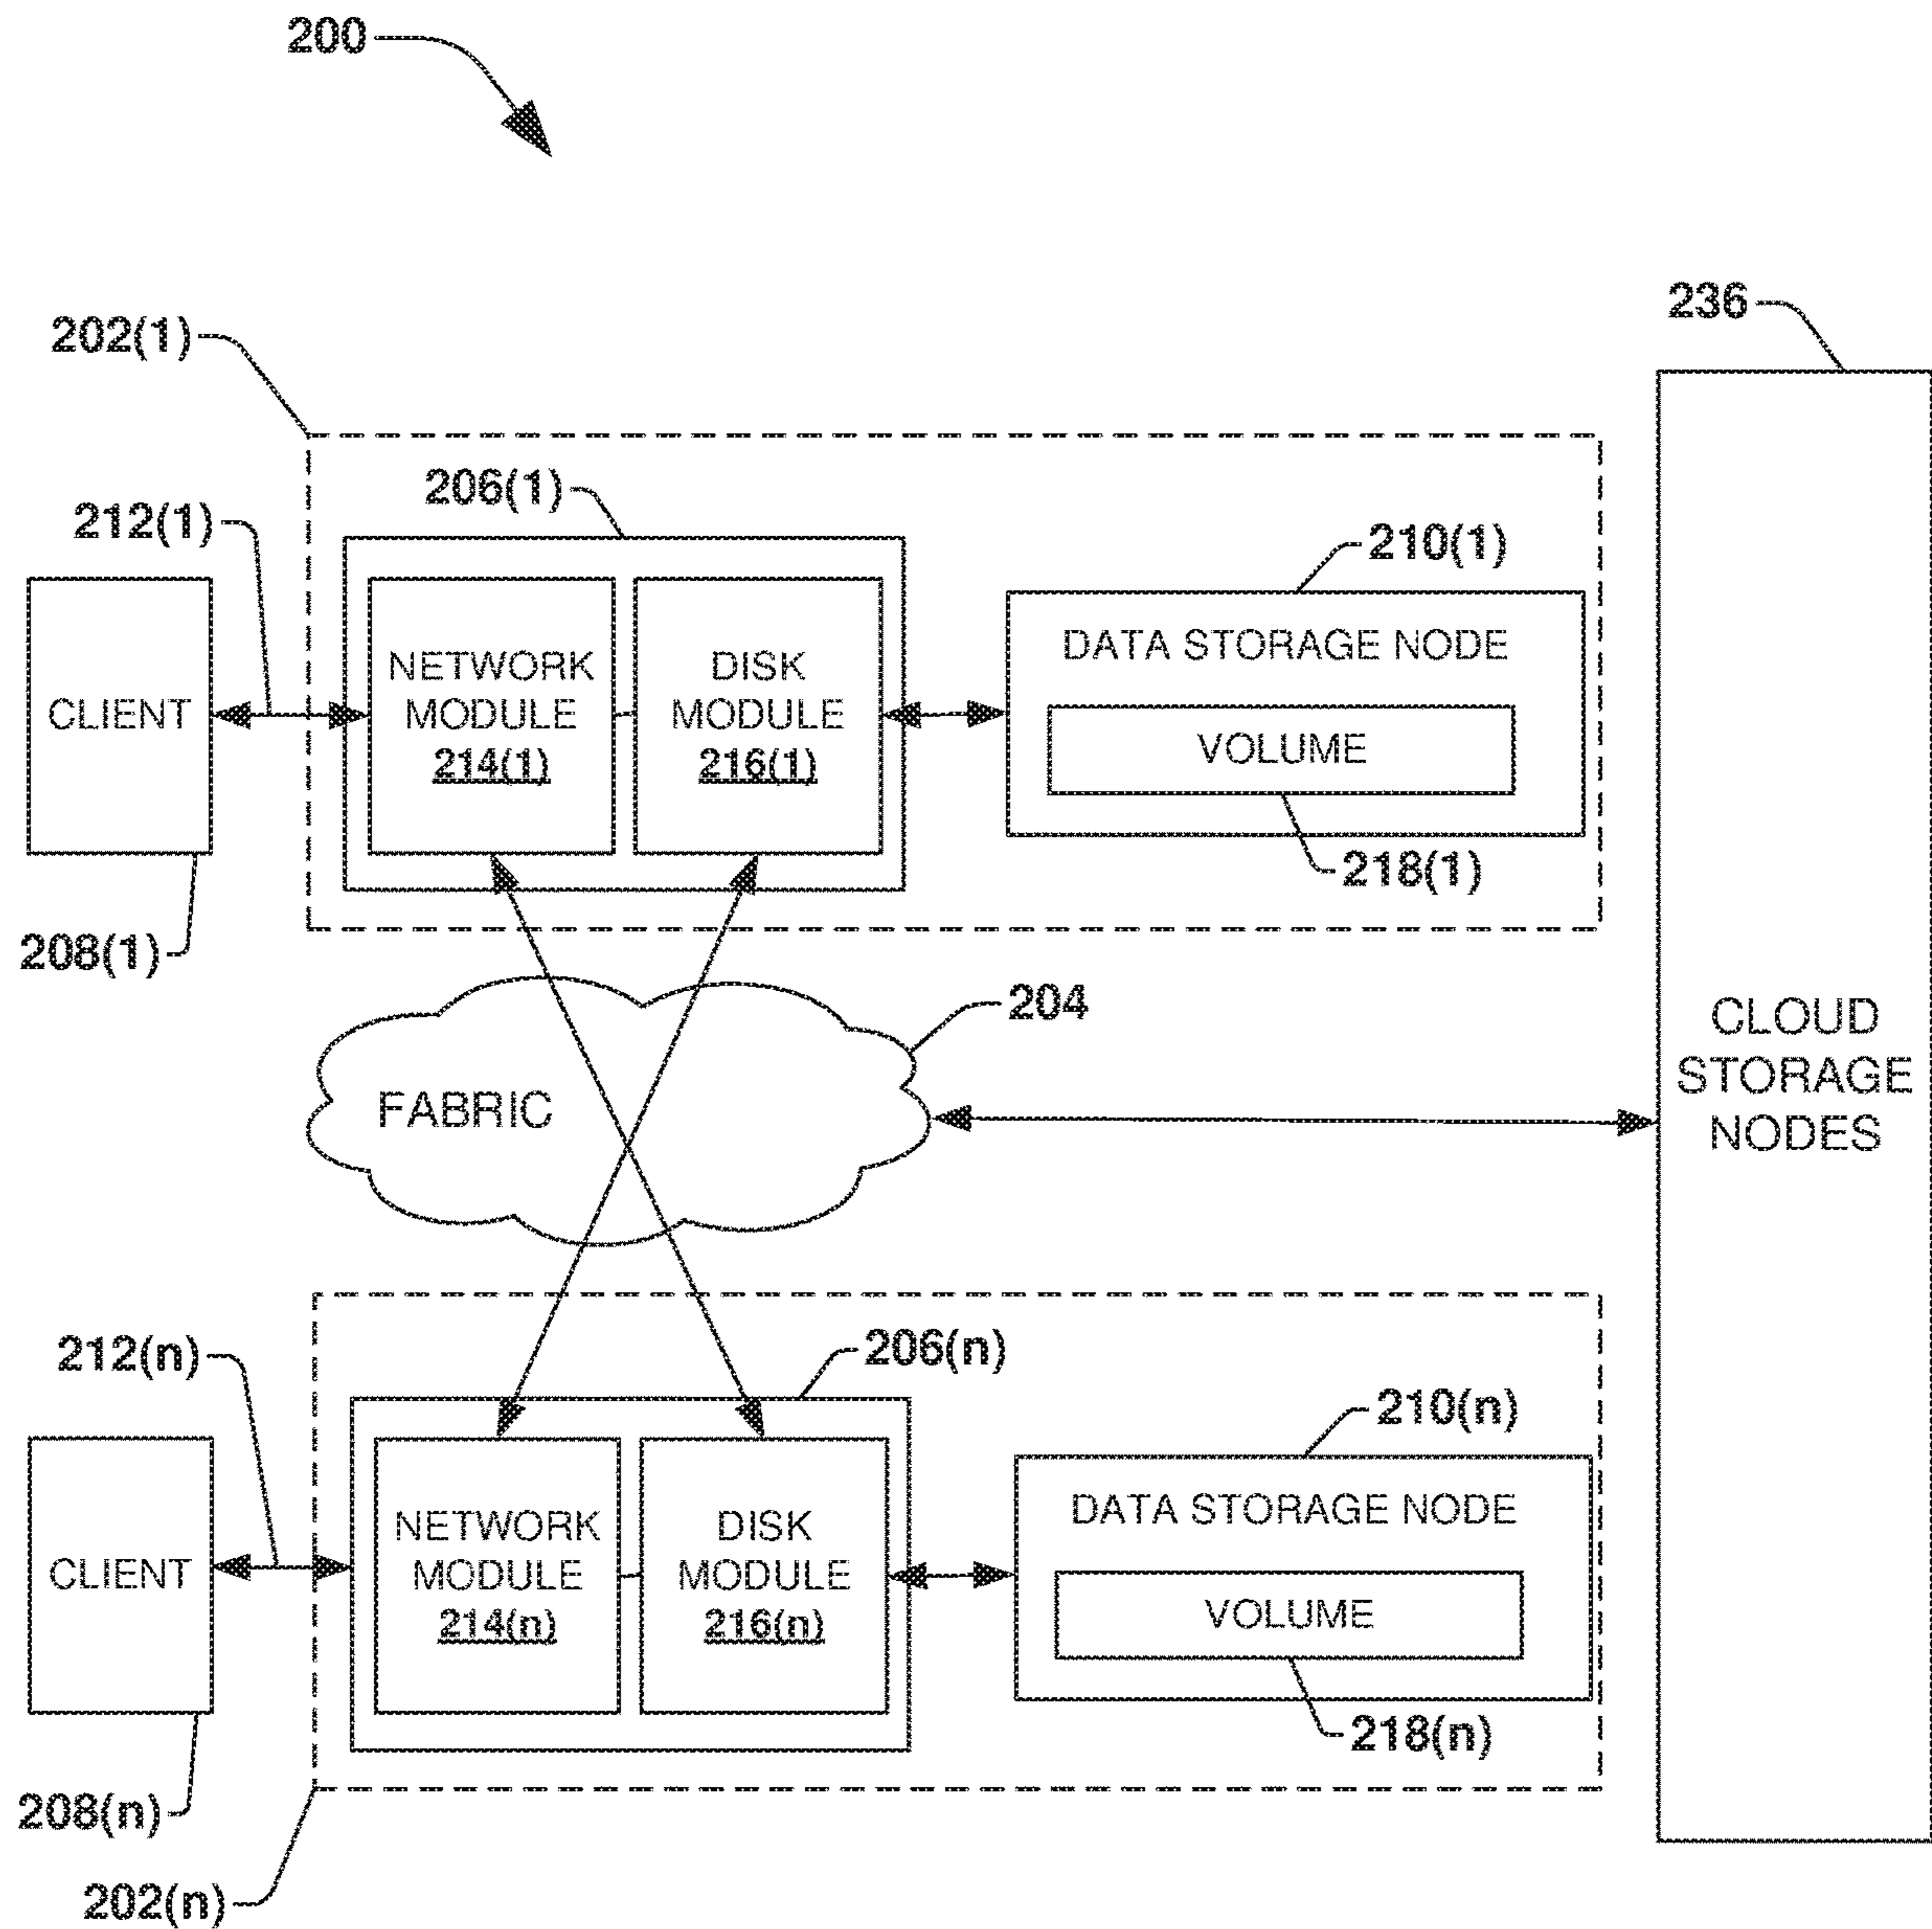 200
236
202(1)
206(1)
212(1)
210(1)
CLIENT
NETWORK
MODULE
214(1)
DISK
MODULE
216(1)
DATA STORAGE NODE
VOLUME
218(1)
208(1)
204
FABRIC
CLOUD
STORAGE
NODES
212(n)
206(n)
210(n)
CLIENT
NETWORK
MODULE
214(n)
DISK
MODULE
216(n)
DATA STORAGE NODE
VOLUME
218(n)
208(n)
202(n)